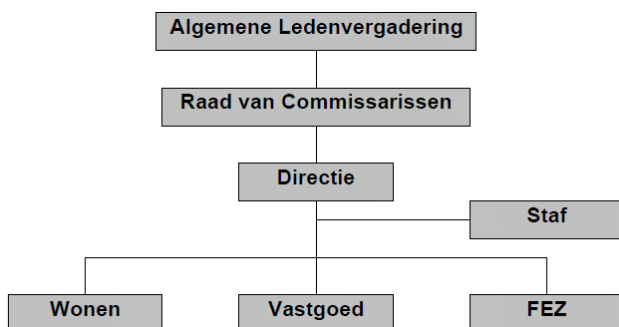 Algemene Ledenvergadering
Raad van Commissarissen
Directie
Staf
Wonen
Vastgoed
FEZ